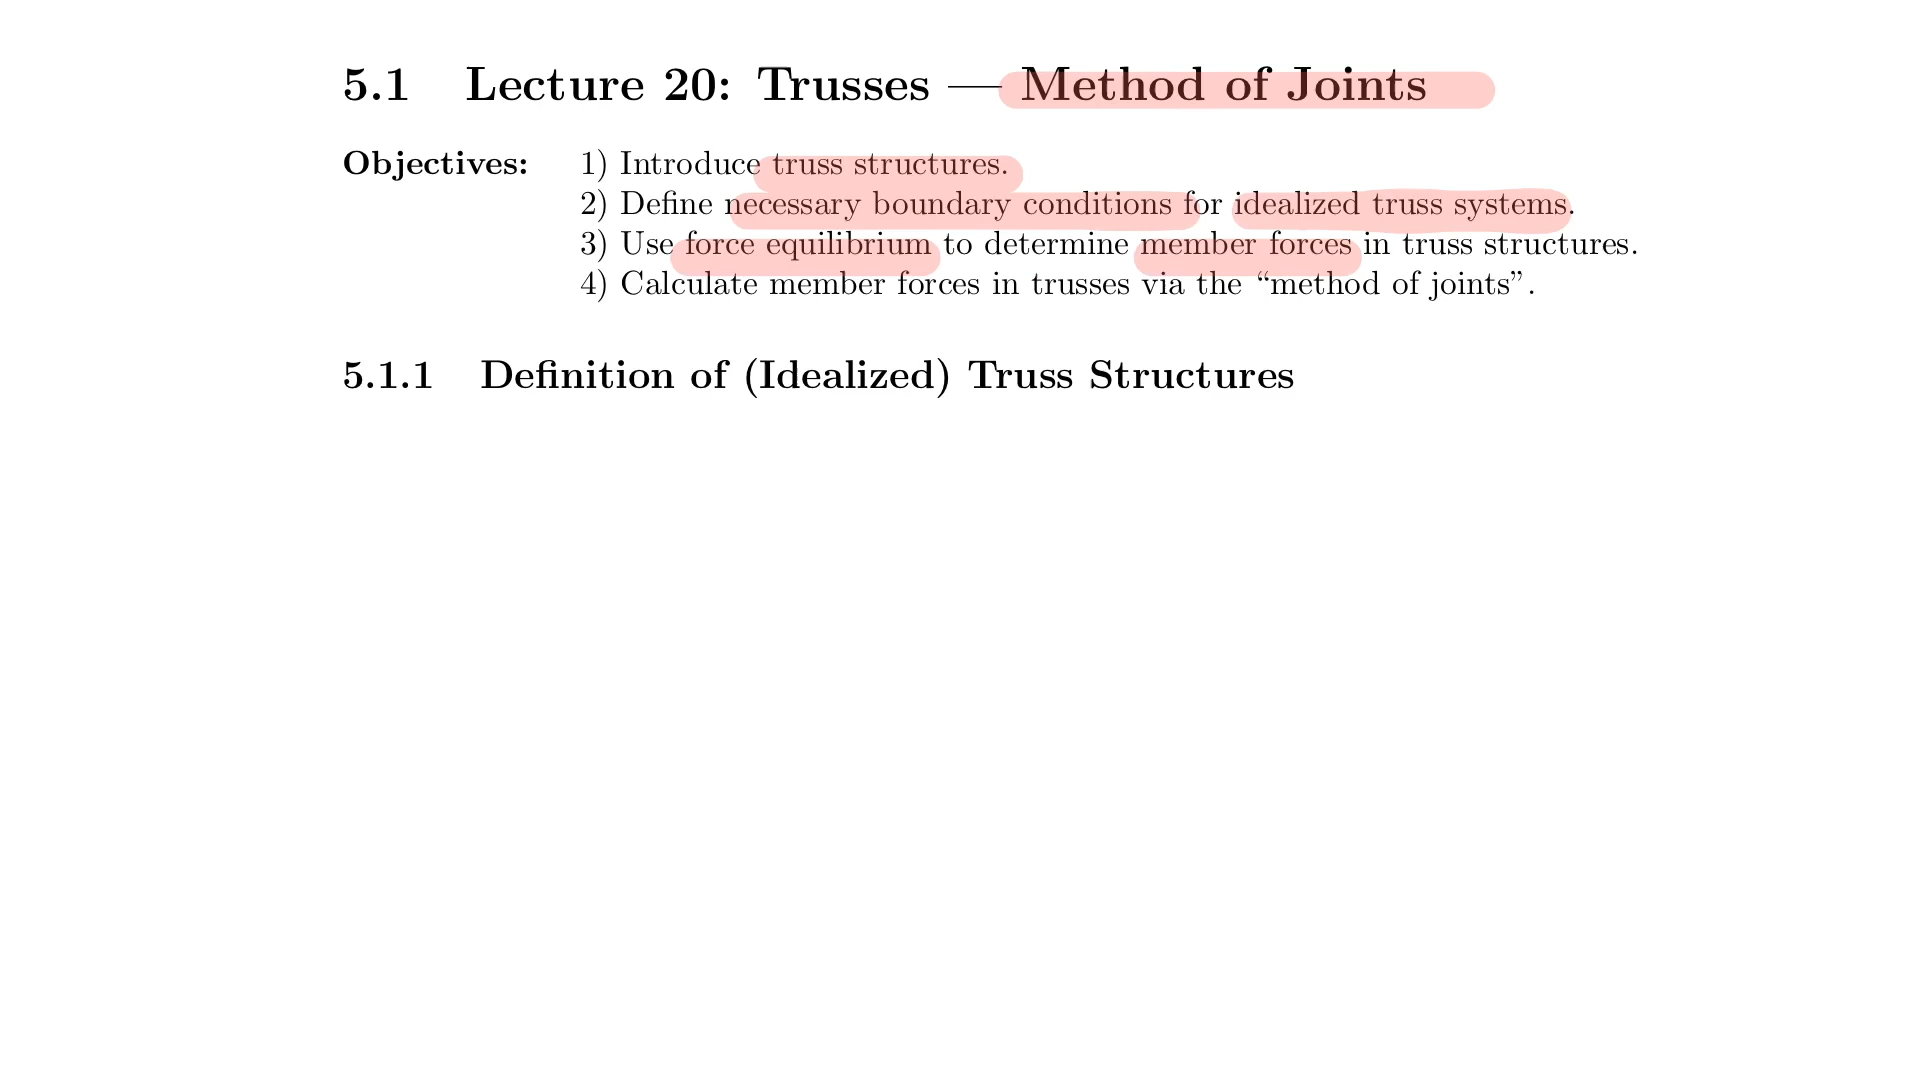 5.1 Lecture 20: Trusses — Method of Joints
Objectives: 1) Introduce truss structures.
2) Define necessary boundary conditions for idealized truss systems.
3) Use force equilibrium to determine member forces in truss structures.
4) Calculate member forces in trusses via the “method of joints”.
5.1.1 Definition of (Idealized) Truss Structures